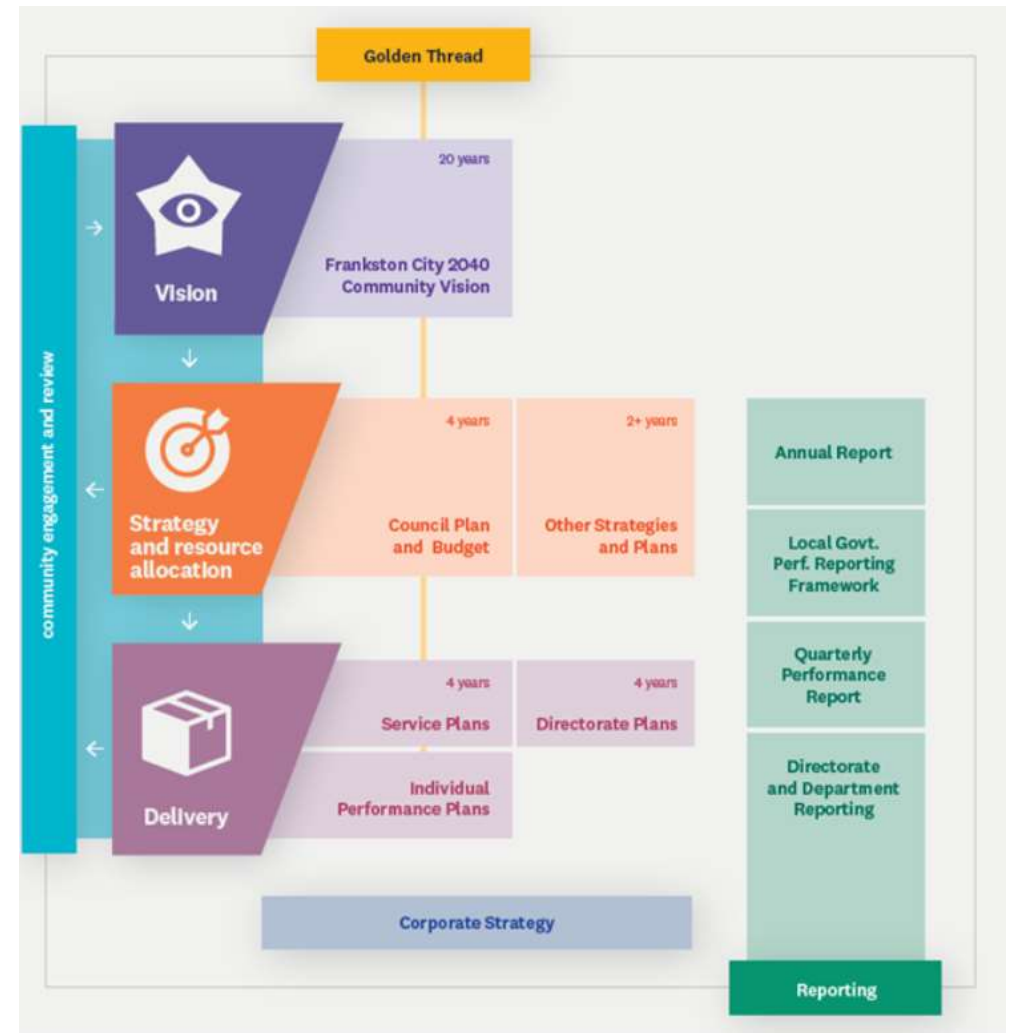 Golden Thread
community engagement and review
Vision
20 years
Frankston City 2040
Community Vision
Strategy
and resource
allocation
4 years
Council Plan
and Budget
2+ years
Other Strategies
and Plans
Delivery
4 years
Service Plans
4 years
Directorate Plans
Individual
Performance Plans
Corporate Strategy
Annual Report
Local Govt.
Perf. Reporting
Framework
Quarterly
Performance
Report
Directorate
and Department
Reporting
Reporting